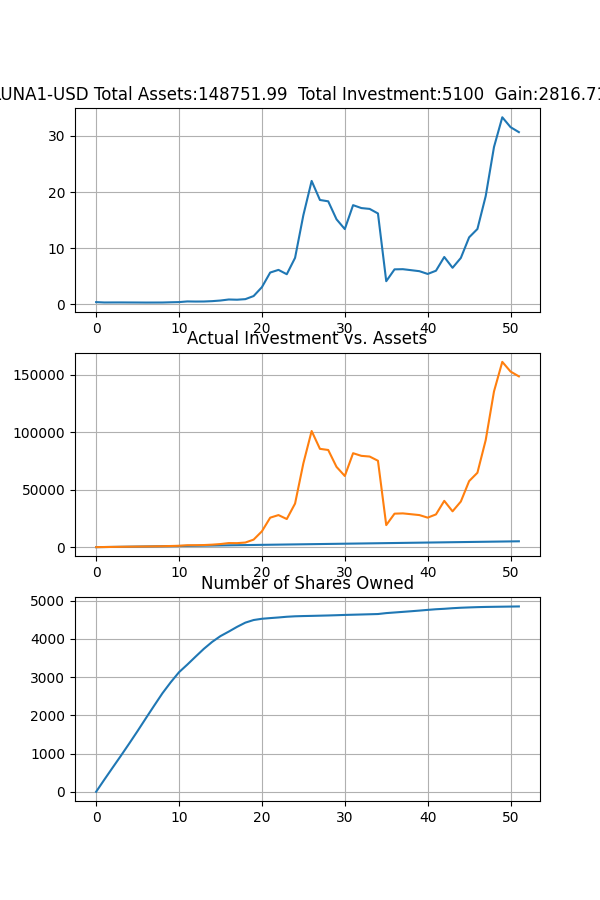 UNA1-USD Total Assets:148751.99 Total Investment:5100 Gain:2816.71
30
20
10
0
0 10 20 30 40 50
Actual Investment vs. Assets
150000
100000
50000
0
0 10 20 30 40 50
Number of Shares Owned
5000
4000
3000
2000
1000
0
0 10 20 30 40 50